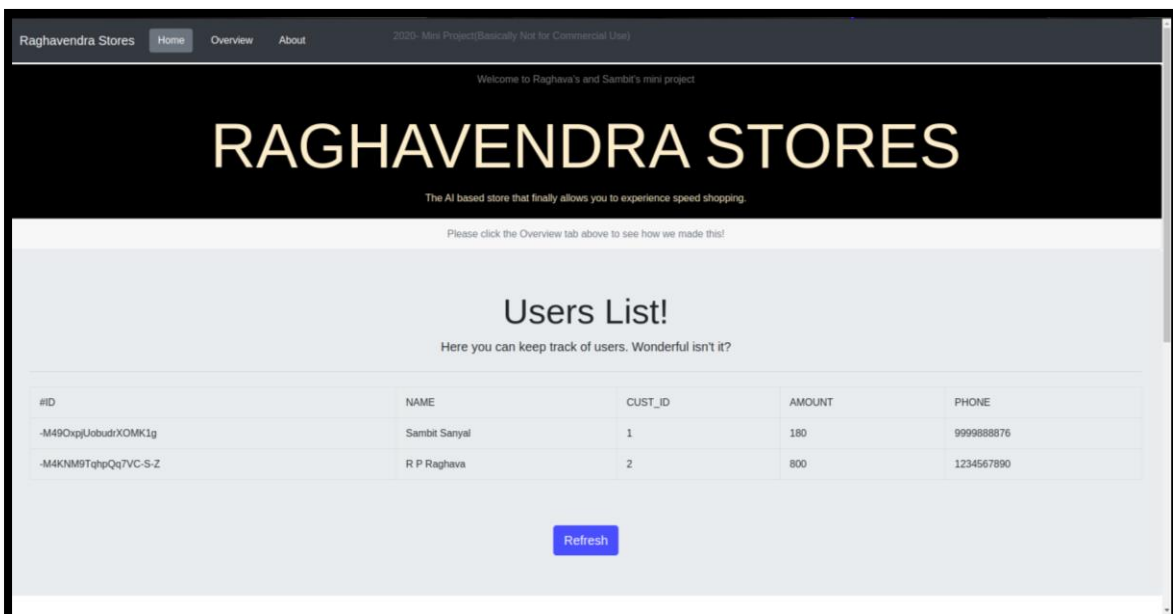 Raghavendra Stores Home Overview About 2020- Mini Project(Basically Not for Commercial Use)
Welcome to Raghava's and Sambit's mini project
RAGHAVENDRA STORES
The AI based store that finally allows you to experience speed shopping.
Please click the Overview tab above to see how we made this!
Users List!
Here you can keep track of users. Wonderful isn't it?
#ID NAME CUST_ID AMOUNT PHONE
-M49OxpjUobudrXOMK1g Sambit Sanyal 1 180 9999888876
-M4KNM9TqhpQq7VC-S-Z R P Raghava 2 800 1234567890
Refresh